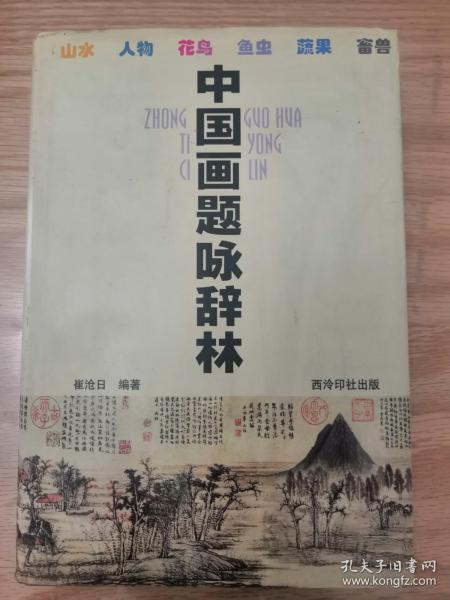 山水 人物 花鸟 鱼虫 蔬果 畜兽
中国画题咏辞林
ZHONG GUO HUA
TI YONG
CI LIN
崔沧日 编著
西泠印社出版
孔夫子旧书网
www.kongfz.com